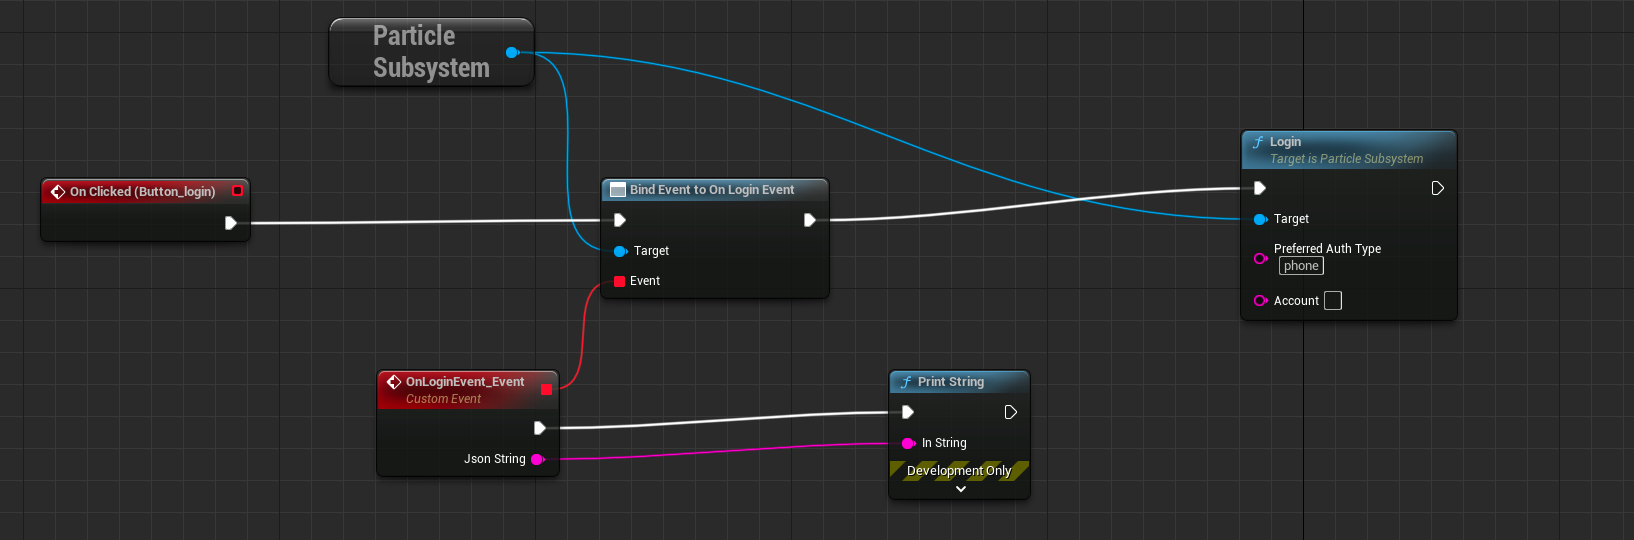 Particle
Subsystem
On Clicked (Button_login)
Bind Event to On Login Event
Target
Event
Login
Target is Particle Subsystem
Target
Preferred Auth Type
phone
Account
OnLoginEvent_Event
Custom Event
Json String
Print String
In String
Development Only